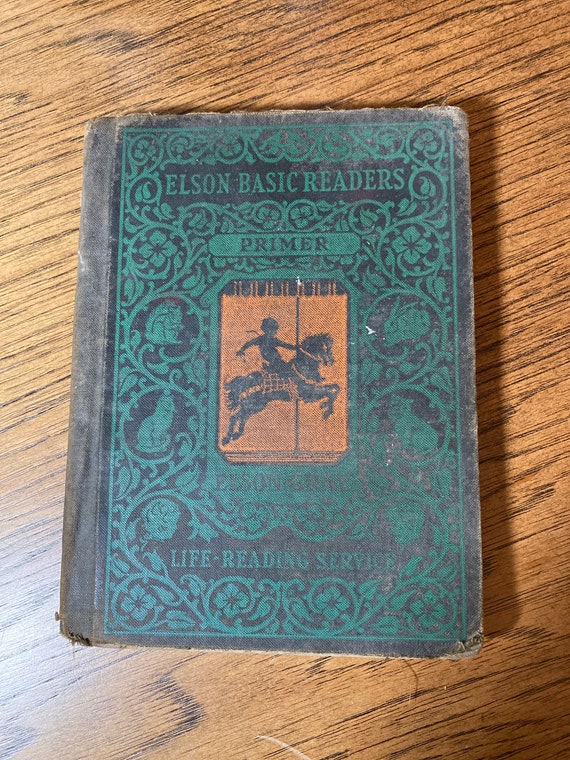 ELSON BASIC READERS
PRIMER
LIFE-READING SERVICE